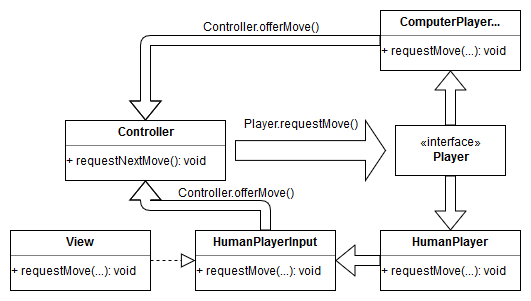 Controller.offerMove()
ComputerPlayer...
+ requestMove(...): void
Controller
+ requestNextMove(): void
Player.requestMove()
«interface»
Player
Controller.offerMove()
View
+ requestMove(...): void
HumanPlayerInput
+ requestMove(...): void
HumanPlayer
+ requestMove(...): void